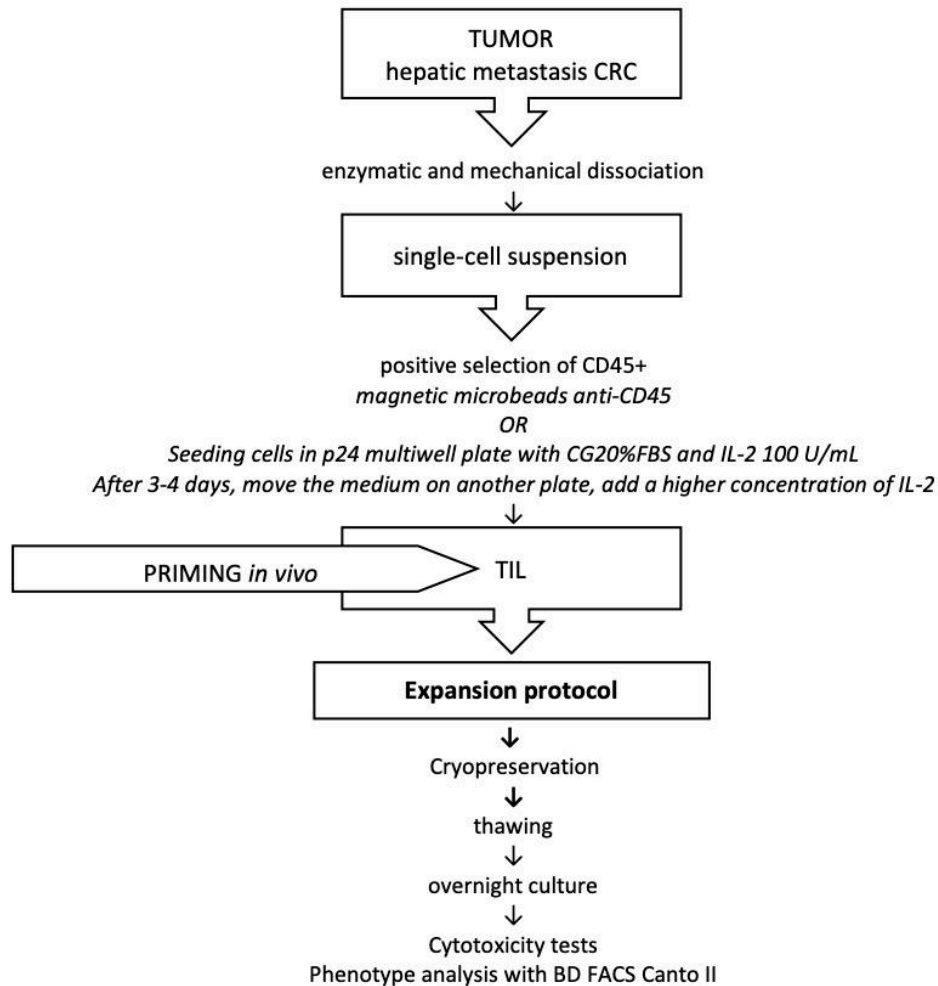 TUMOR
hepatic metastasis CRC
enzymatic and mechanical dissociation
↓
single-cell suspension
positive selection of CD45+
magnetic microbeads anti-CD45
OR
Seeding cells in p24 multiwell plate with CG20%FBS and IL-2 100 U/mL
After 3-4 days, move the medium on another plate, add a higher concentration of IL-2
↓
PRIMING in vivo
TIL
Expansion protocol
↓
Cryopreservation
↓
thawing
↓
overnight culture
↓
Cytotoxicity tests
Phenotype analysis with BD FACS Canto II